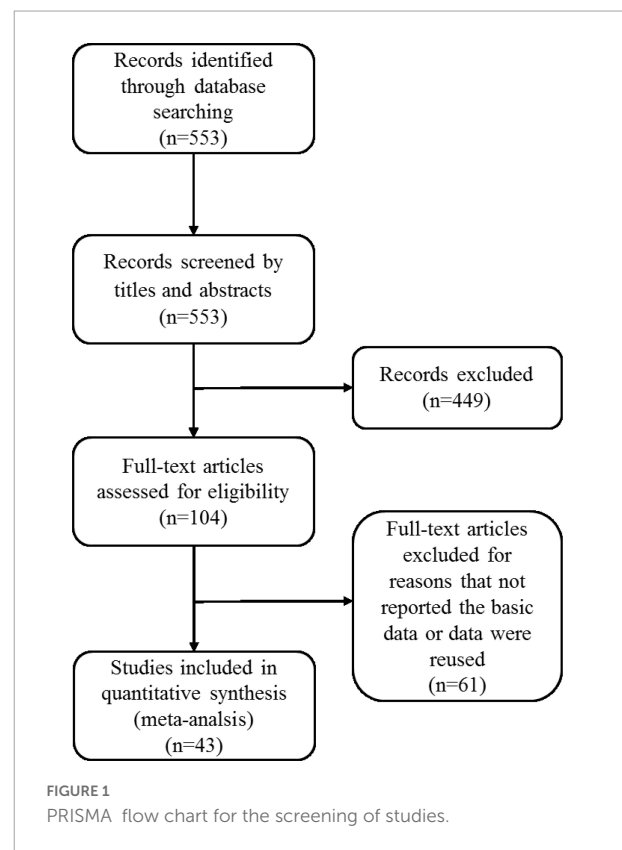 Records identified
through database
searching
(n=553)
Records screened by
titles and abstracts
(n=553)
Records excluded
(n=449)
Full-text articles
assessed for eligibility
(n=104)
Full-text articles
excluded for
reasons that not
reported the basic
data or data were
reused
(n=61)
Studies included in
quantitative synthesis
(meta-analsis)
(n=43)
FIGURE 1
PRISMA flow chart for the screening of studies.